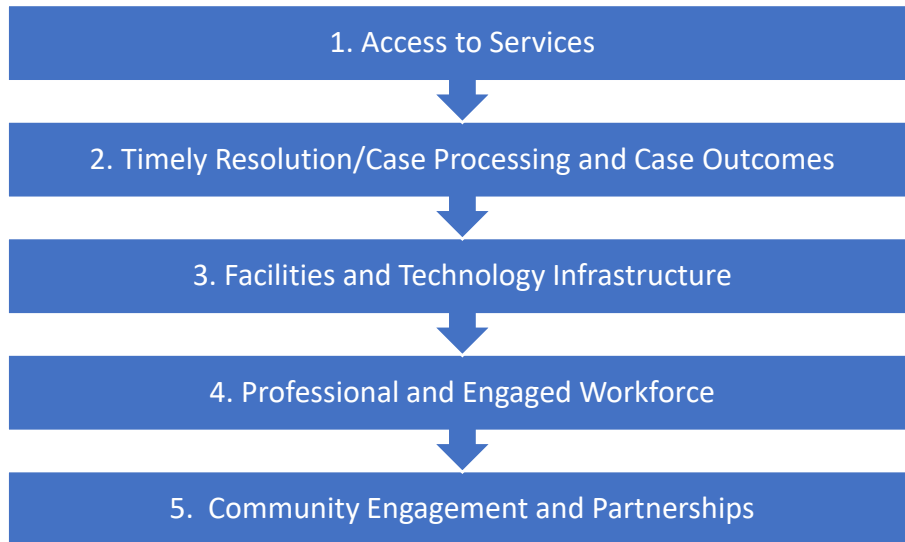 1. Access to Services
2. Timely Resolution/Case Processing and Case Outcomes
3. Facilities and Technology Infrastructure
4. Professional and Engaged Workforce
5.  Community Engagement and Partnerships